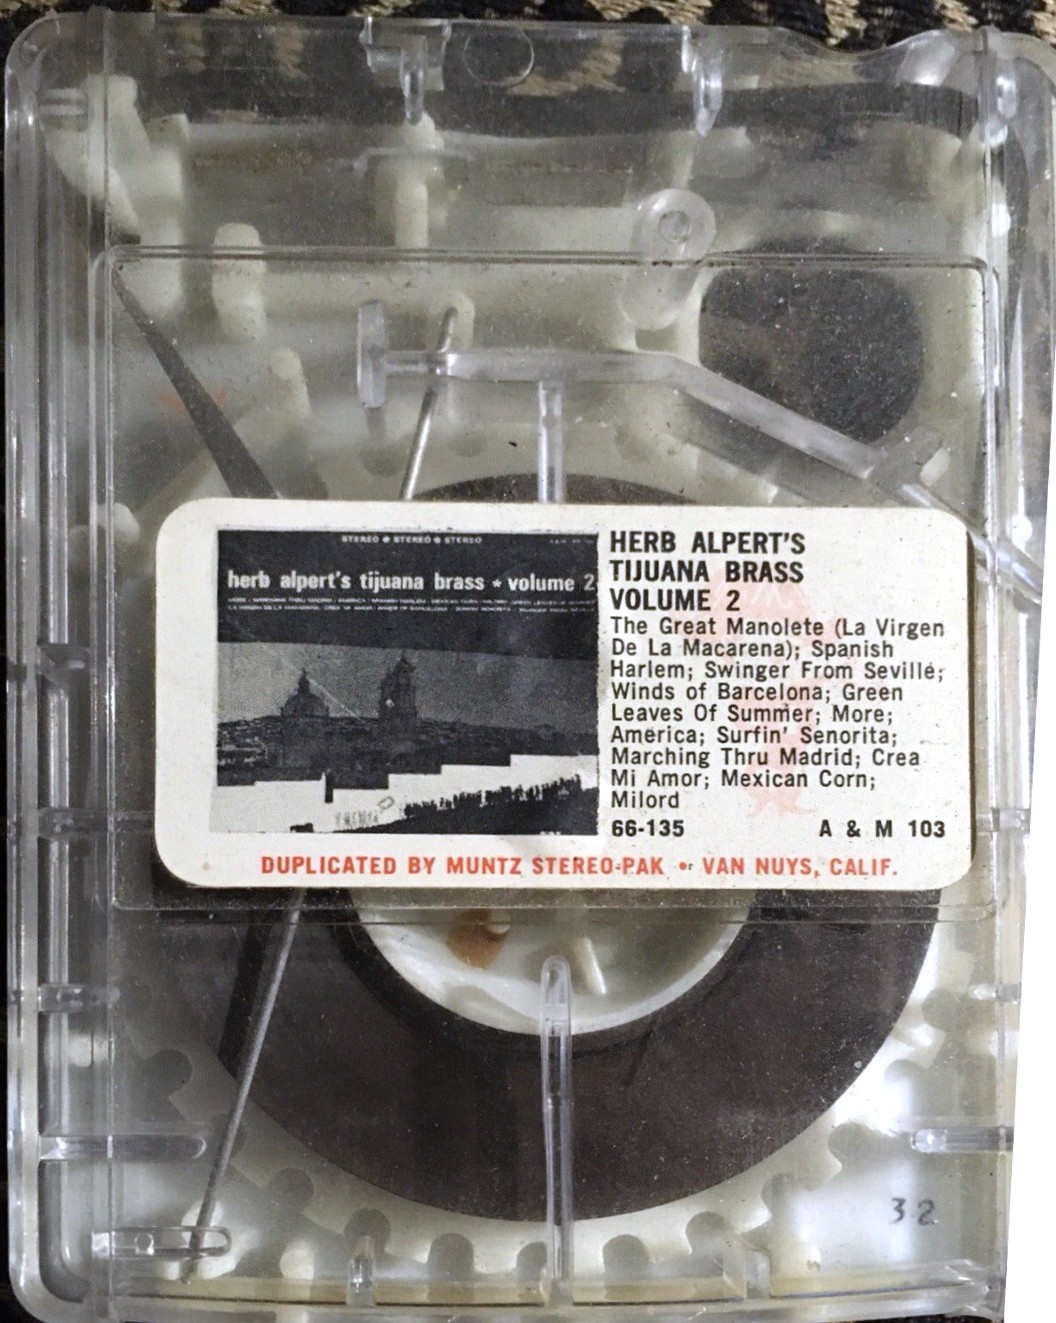 STEREO ● STEREO ● STEREO
herb alpert's tijuana brass ★ volume 2
HERB ALPERT'S
TIJUANA BRASS
VOLUME 2
The Great Manolete (La Virgen
De La Macarena); Spanish
Harlem; Swinger From Seville;
Winds of Barcelona; Green
Leaves Of Summer; More;
America; Surfin' Senorita;
Marching Thru Madrid; Crea
Mi Amor; Mexican Corn;
Milord
66-135 A & M 103
DUPLICATED BY MUNTZ STEREO-PAK • VAN NUYS, CALIF.
32